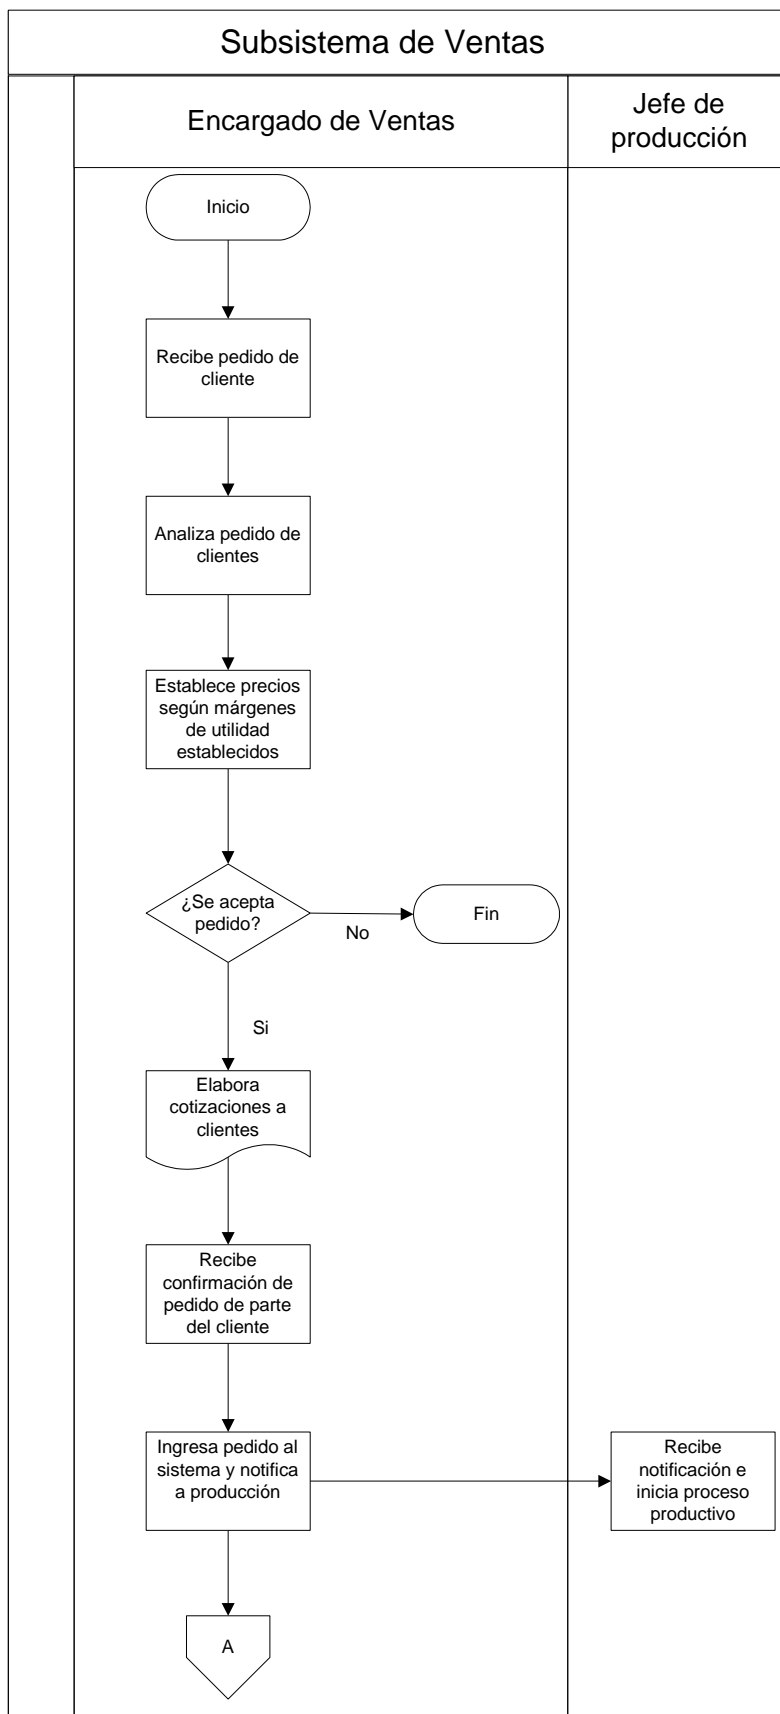 Subsistema de Ventas
Encargado de Ventas
Jefe de
producción
Inicio
Recibe pedido de
cliente
Analiza pedido de
clientes
Establece precios
según márgenes
de utilidad
establecidos
¿Se acepta
pedido?
No
Fin
Si
Elabora
cotizaciones a
clientes
Recibe
confirmación de
pedido de parte
del cliente
Ingresa pedido al
sistema y notifica
a producción
Recibe
notificación e
inicia proceso
productivo
A